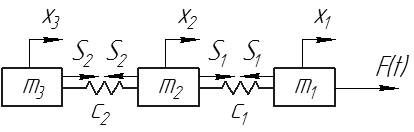 x3 x2 x1
S2 S2 S1 S1 F(t)
m3 m2 m1
c2 c1